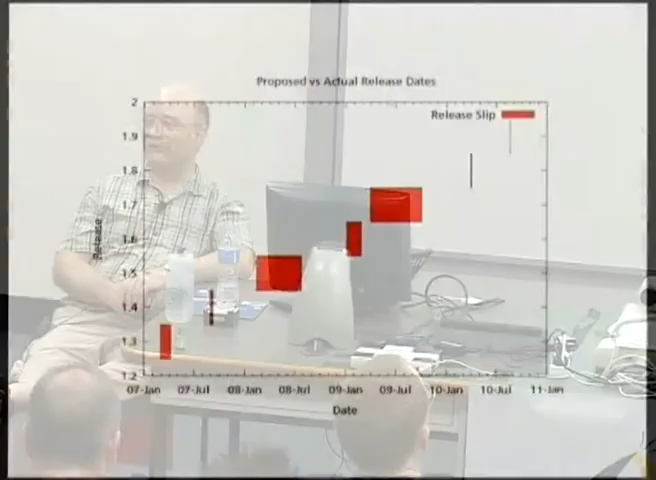 Proposed vs Actual Release Dates
Release Slip
2
1.9
1.8
1.7
1.6
1.5
1.4
1.3
1.2
Release
07-Jan 07-Jul 08-Jan 08-Jul 09-Jan 09-Jul 10-Jan 10-Jul 11-Jan
Date